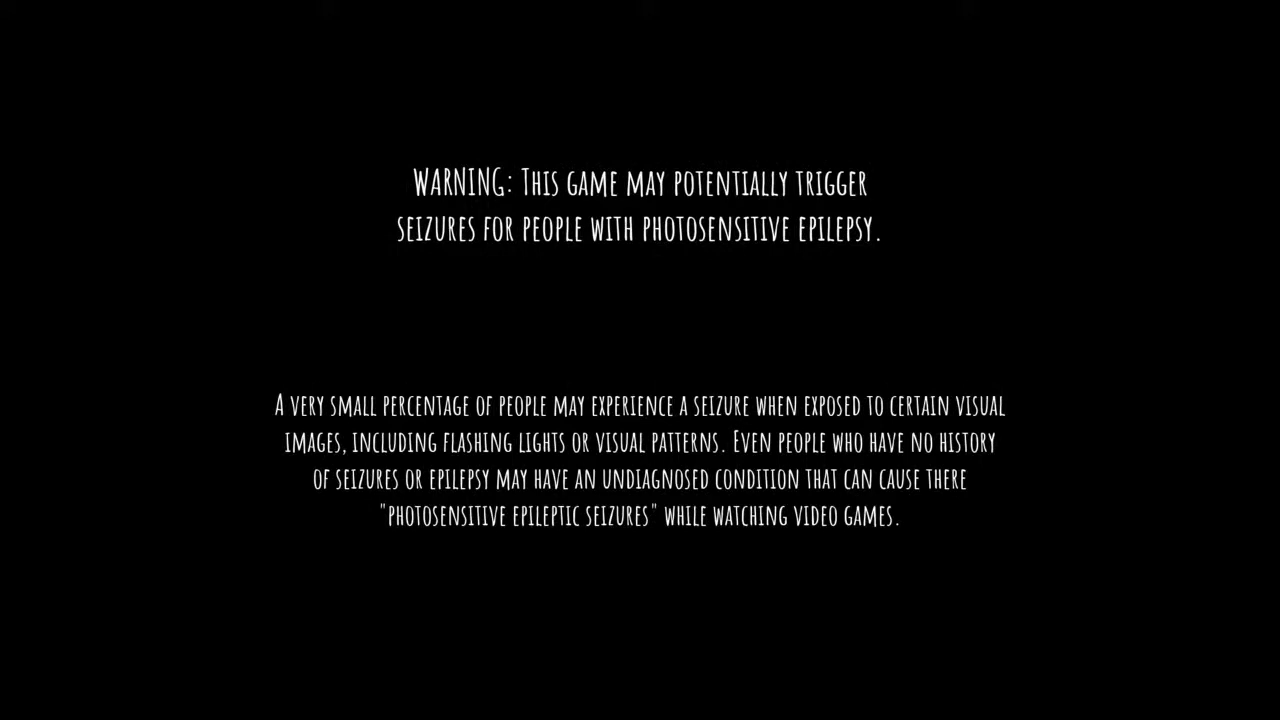 WARNING: This game may potentially trigger
seizures for people with photosensitive epilepsy.
A very small percentage of people may experience a seizure when exposed to certain visual
images, including flashing lights or visual patterns. Even people who have no history
of seizures or epilepsy may have an undiagnosed condition that can cause there
"photosensitive epileptic seizures" while watching video games.